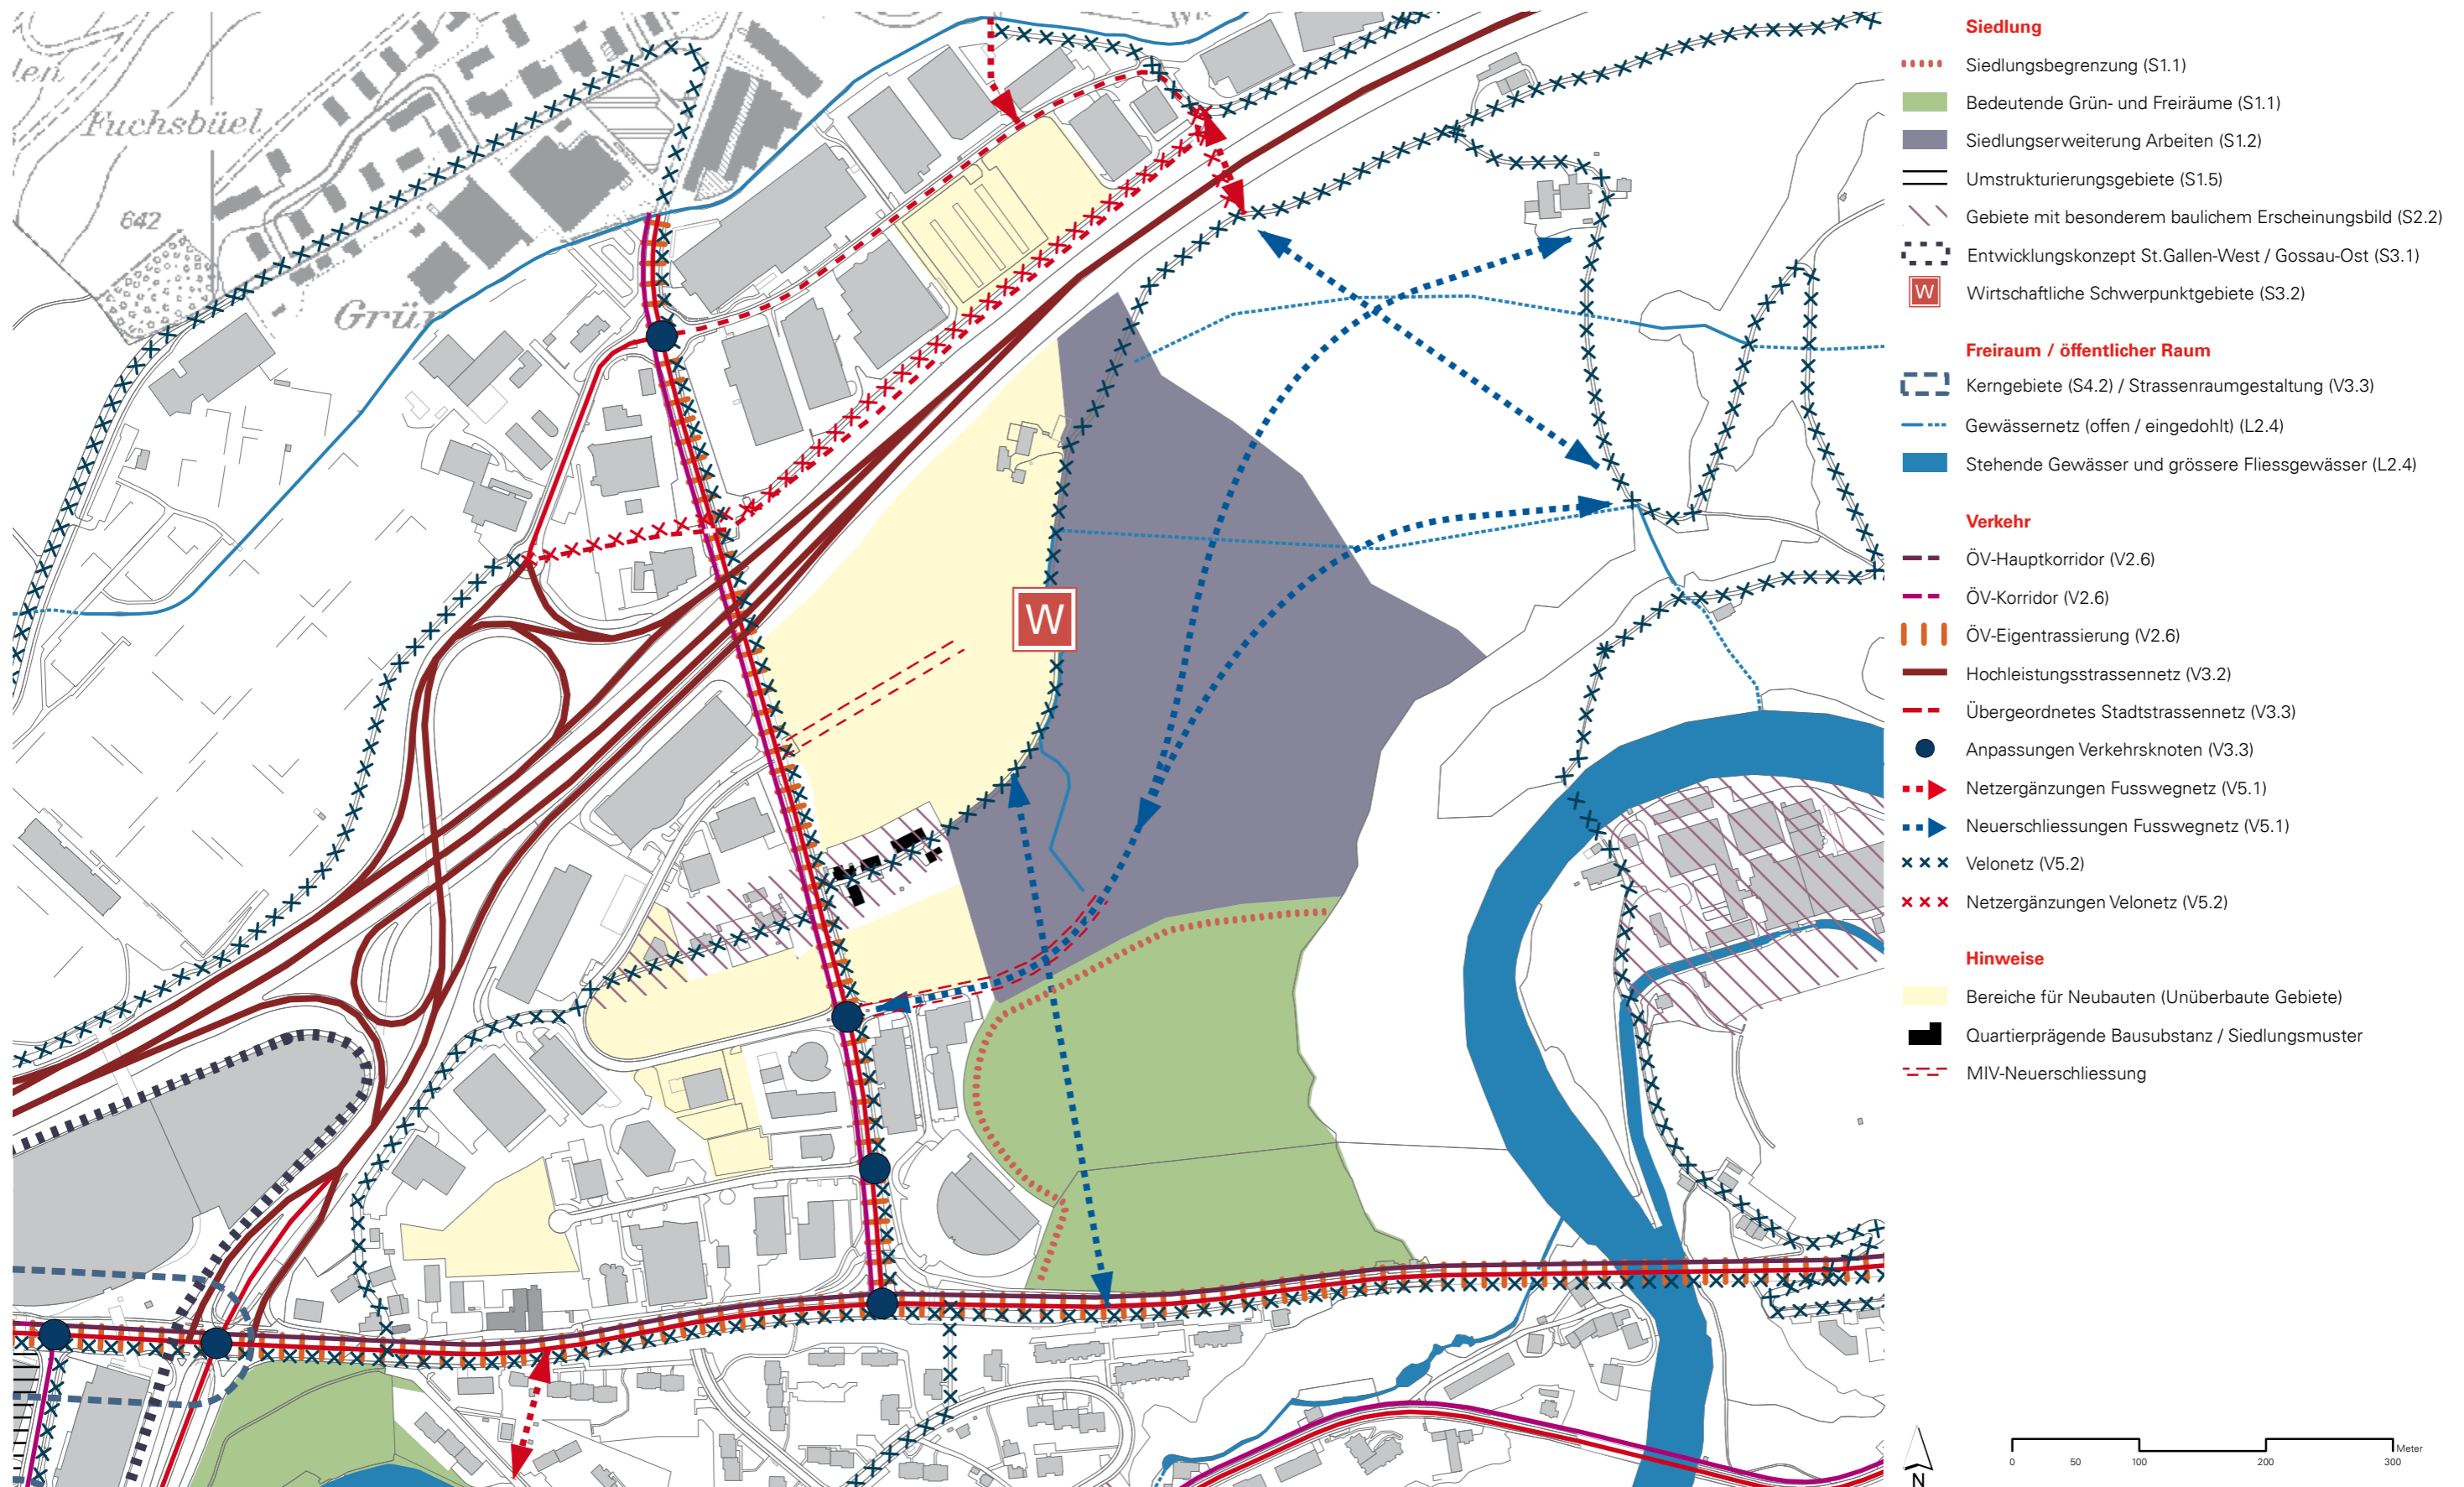 Fuchsbüel
642
W
Siedlung
Siedlungsbegrenzung (S1.1)
Bedeutende Grün- und Freiräume (S1.1)
Siedlungserweiterung Arbeiten (S1.2)
Umstrukturierungsgebiete (S1.5)
Gebiete mit besonderem baulichem Erscheinungsbild (S2.2)
Entwicklungskonzept St.Gallen-West / Gossau-Ost (S3.1)
W Wirtschaftliche Schwerpunktgebiete (S3.2)
Freiraum / öffentlicher Raum
Kerngebiete (S4.2) / Strassenraumgestaltung (V3.3)
Gewässernetz (offen / eingedohlt) (L2.4)
Stehende Gewässer und grössere Fliessgewässer (L2.4)
Verkehr
ÖV-Hauptkorridor (V2.6)
ÖV-Korridor (V2.6)
ÖV-Eigentrassierung (V2.6)
Hochleistungsstrassennetz (V3.2)
Übergeordnetes Stadtstrassennetz (V3.3)
Anpassungen Verkehrsknoten (V3.3)
Netzergänzungen Fusswegnetz (V5.1)
Neuerschliessungen Fusswegnetz (V5.1)
Velonetz (V5.2)
Netzergänzungen Velonetz (V5.2)
Hinweise
Bereiche für Neubauten (Unüberbaute Gebiete)
Quartierprägende Bausubstanz / Siedlungsmuster
MIV-Neuerschliessung
N
Meter
0 50 100 200 300